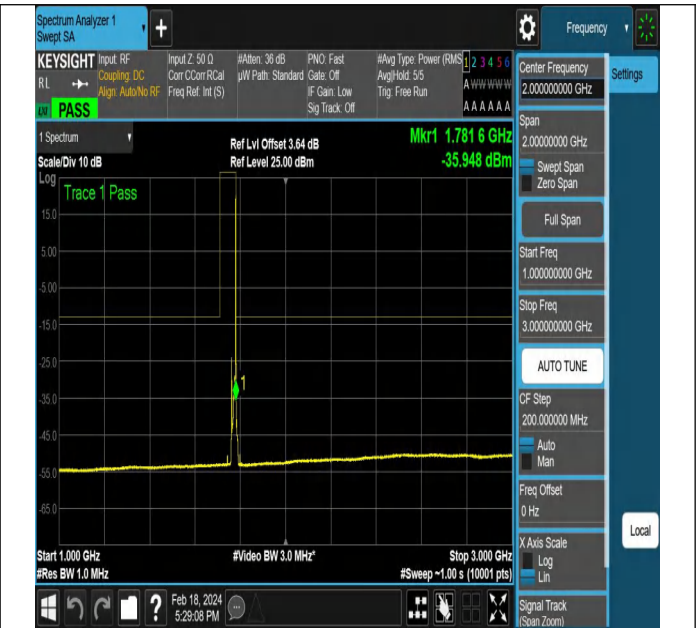 Spectrum Analyzer 1
Swept SA
+
Frequency
KEYSIGHT
RL
PASS
Input: RF
Coupling: DC
Align: Auto/No RF
Input Z: 50 Ω
Corr CCorr RCal
Freq Ref: Int (S)
#Atten: 36 dB
µW Path: Standard
PNO: Fast
Gate: Off
IF Gain: Low
Sig Track: Off
#Avg Type: Power (RMS
Avg|Hold: 5/5
Trig: Free Run
1 2 3 4 5 6
A W W W W W
A A A A A A
Center Frequency
2.000000000 GHz
Settings
Span
2.00000000 GHz
Swept Span
Zero Span
Full Span
Start Freq
1.000000000 GHz
Stop Freq
3.000000000 GHz
AUTO TUNE
CF Step
200.000000 MHz
Auto
Man
Freq Offset
0 Hz
X Axis Scale
Log
Lin
Signal Track
(Span Zoom)
Local
1 Spectrum
Scale/Div 10 dB
Ref Lvl Offset 3.64 dB
Ref Level 25.00 dBm
Mkr1 1.781 6 GHz
-35.948 dBm
Log
Trace 1 Pass
15.0
5.00
-5.00
-15.0
-25.0
-35.0
-45.0
-55.0
-65.0
1
Start 1.000 GHz
#Res BW 1.0 MHz
#Video BW 3.0 MHz*
Stop 3.000 GHz
#Sweep ~1.00 s (10001 pts)
?
Feb 18, 2024
5:29:08 PM